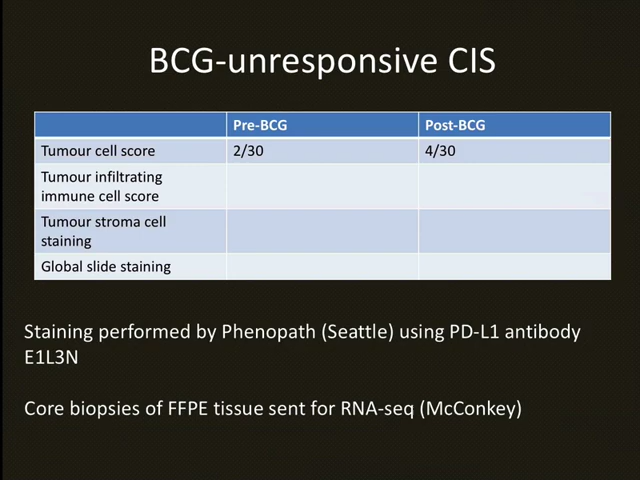 BCG-unresponsive CIS
Pre-BCG Post-BCG
Tumour cell score 2/30 4/30
Tumour infiltrating
immune cell score
Tumour stroma cell
staining
Global slide staining
Staining performed by Phenopath (Seattle) using PD-L1 antibody
E1L3N
Core biopsies of FFPE tissue sent for RNA-seq (McConkey)